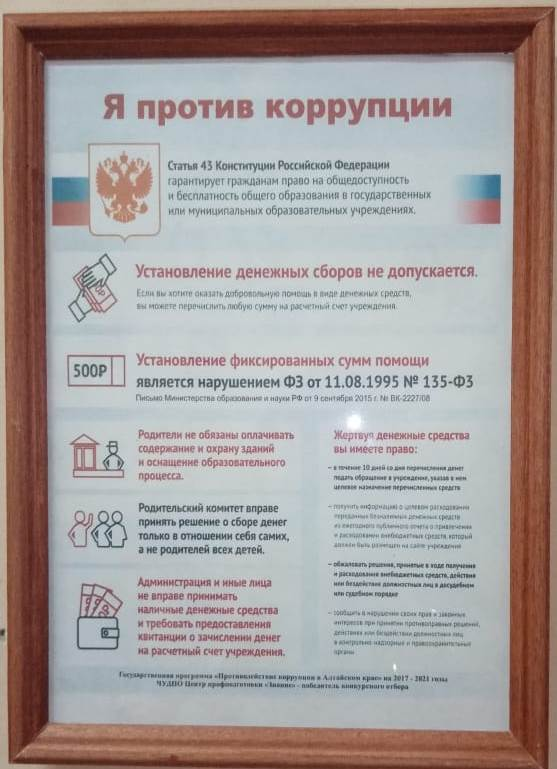 Я против коррупции
Статья 43 Конституции Российской Федерации
гарантирует гражданам право на общедоступность
и бесплатность общего образования в государственных
или муниципальных образовательных учреждениях.
Установление денежных сборов не допускается.
Если вы хотите оказать добровольную помощь в виде денежных средств,
вы можете перечислить любую сумму на расчетный счет учреждения.
500Р
Установление фиксированных сумм помощи
является нарушением ФЗ от 11.08.1995 № 135-ФЗ
Письмо Министерства образования и науки РФ от 9 сентября 2015 г. № ВК-2227/08
Родители не обязаны оплачивать
содержание и охрану зданий
и оснащение образовательного
процесса.
Родительский комитет вправе
принять решение о сборе денег
только в отношении себя самих,
а не родителей всех детей.
Администрация и иные лица
не вправе принимать
наличные денежные средства
и требовать предоставления
квитанции о зачислении денег
на расчетный счет учреждения.
Жертвуя денежные средства
вы имеете право:
– в течение 10 дней со дня перечисления денег
подать обращение в учреждение, указав в нем
целевое назначение перечисленных средств
– получить информацию о целевом расходовании
переданных безналичных денежных средств
из ежегодного публичного отчета о привлечении
и расходовании внебюджетных средств, который
должен быть размещен на сайте учреждения
– обжаловать решения, принятые в ходе получения
и расходования внебюджетных средств, действия
или бездействие должностных лиц в досудебном
или судебном порядке
– сообщить о нарушении своих прав и законных
интересов при принятии противоправных решений,
действиях или бездействии должностных лиц
в контрольно-надзорные и правоохранительные
органы
Государственная программа «Противодействие коррупции в Алтайском крае» на 2017 - 2021 годы
ЧУДПО Центр профподготовки «Знание» - победитель конкурсного отбора